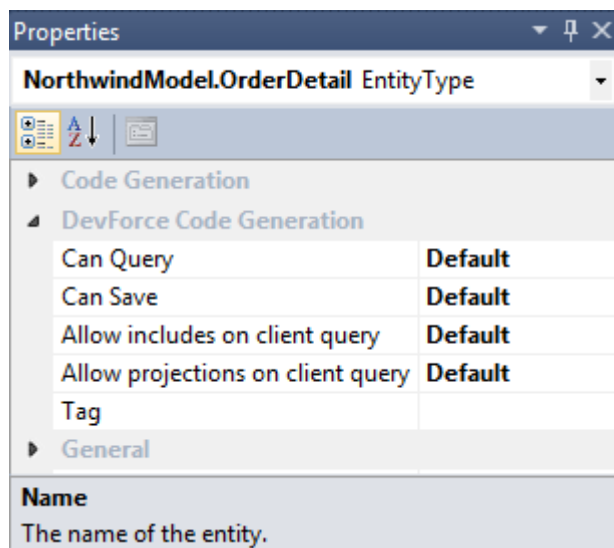 Properties
NorthwindModel.OrderDetail EntityType
A
Z
Code Generation
DevForce Code Generation
Can Query Default
Can Save Default
Allow includes on client query Default
Allow projections on client query Default
Tag
General
Name
The name of the entity.